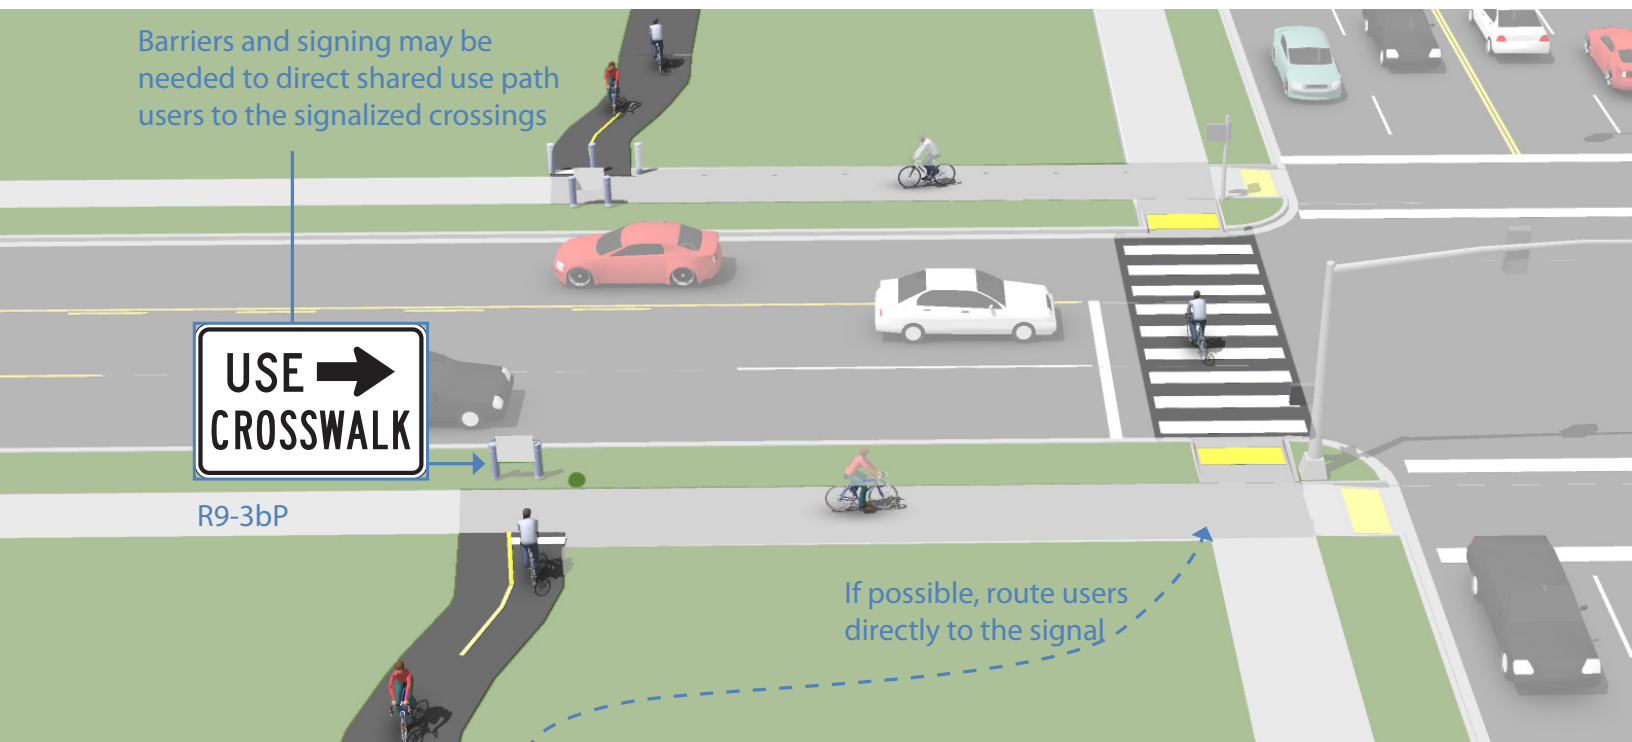 Barriers and signing may be
needed to direct shared use path
users to the signalized crossings
USE
CROSSWALK
R9-3bP
If possible, route users
directly to the signal